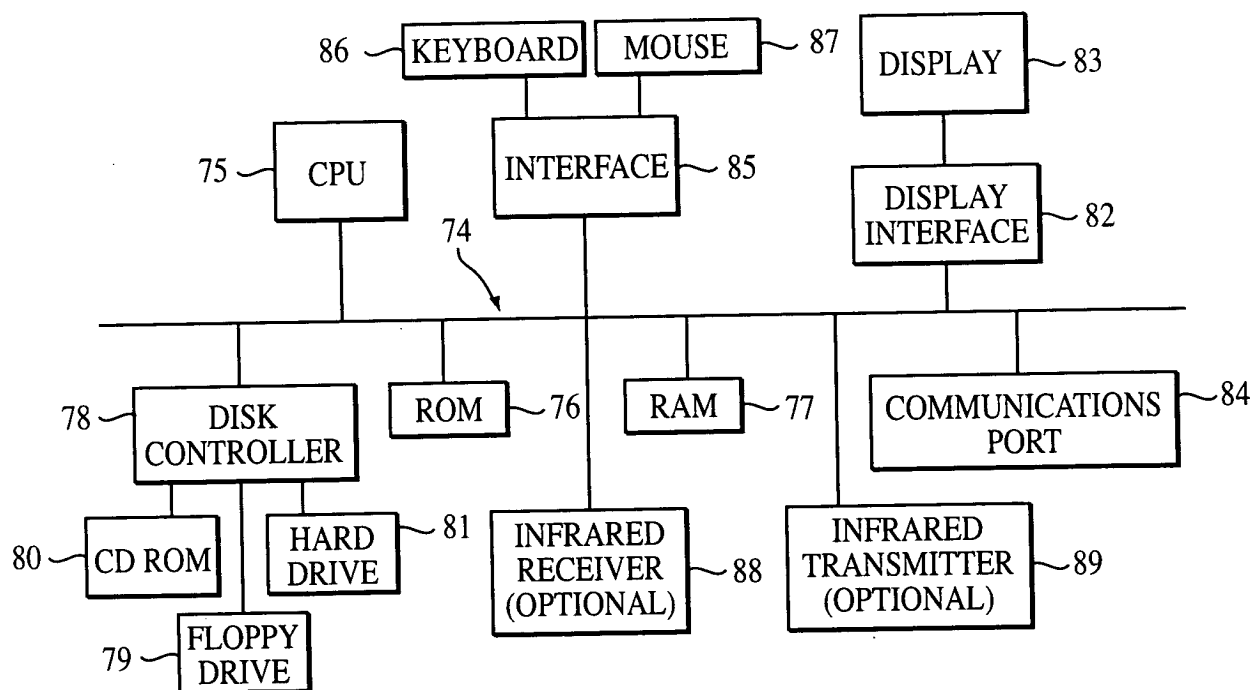 86
KEYBOARD
MOUSE
87
DISPLAY
83
75
CPU
INTERFACE
85
DISPLAY
INTERFACE
82
74
78
DISK
CONTROLLER
ROM
76
RAM
77
COMMUNICATIONS
PORT
84
80
CD ROM
HARD
DRIVE
81
INFRARED
RECEIVER
(OPTIONAL)
88
INFRARED
TRANSMITTER
(OPTIONAL)
89
79
FLOPPY
DRIVE